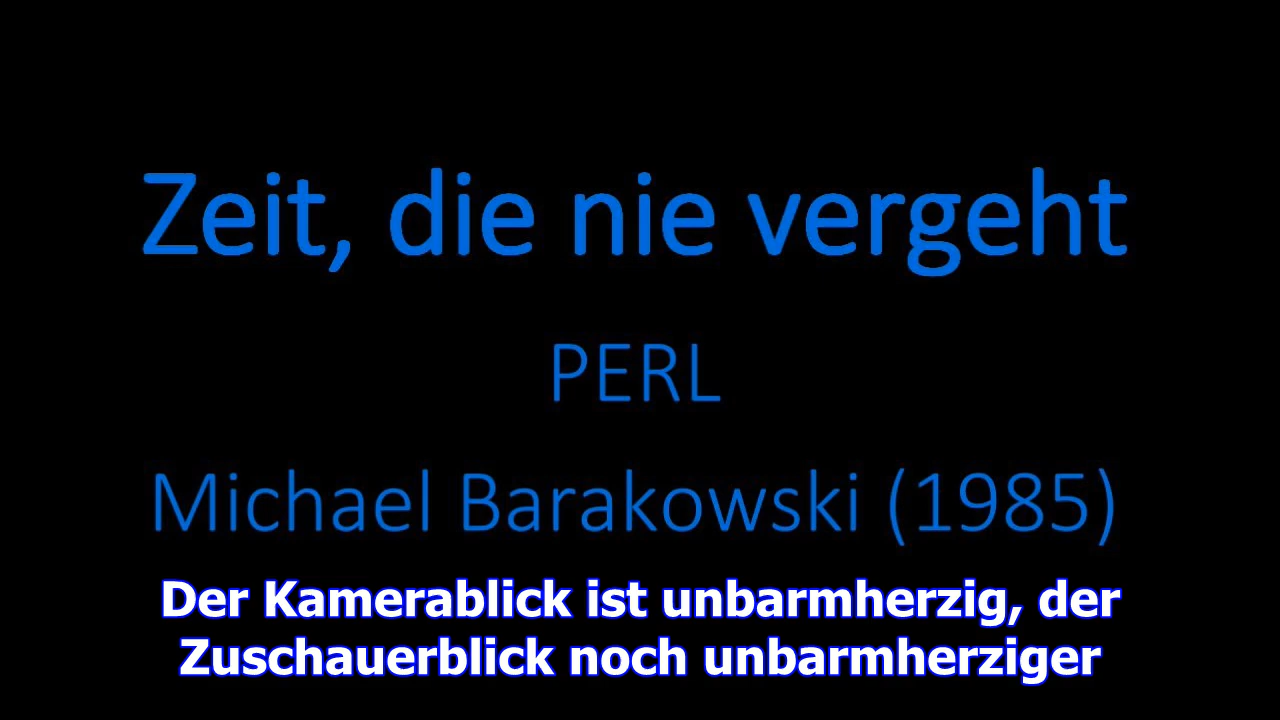 Zeit, die nie vergeht
PERL
Michael Barakowski (1985)
Der Kamerablick ist unbarmherzig, der
Zuschauerblick noch unbarmherziger